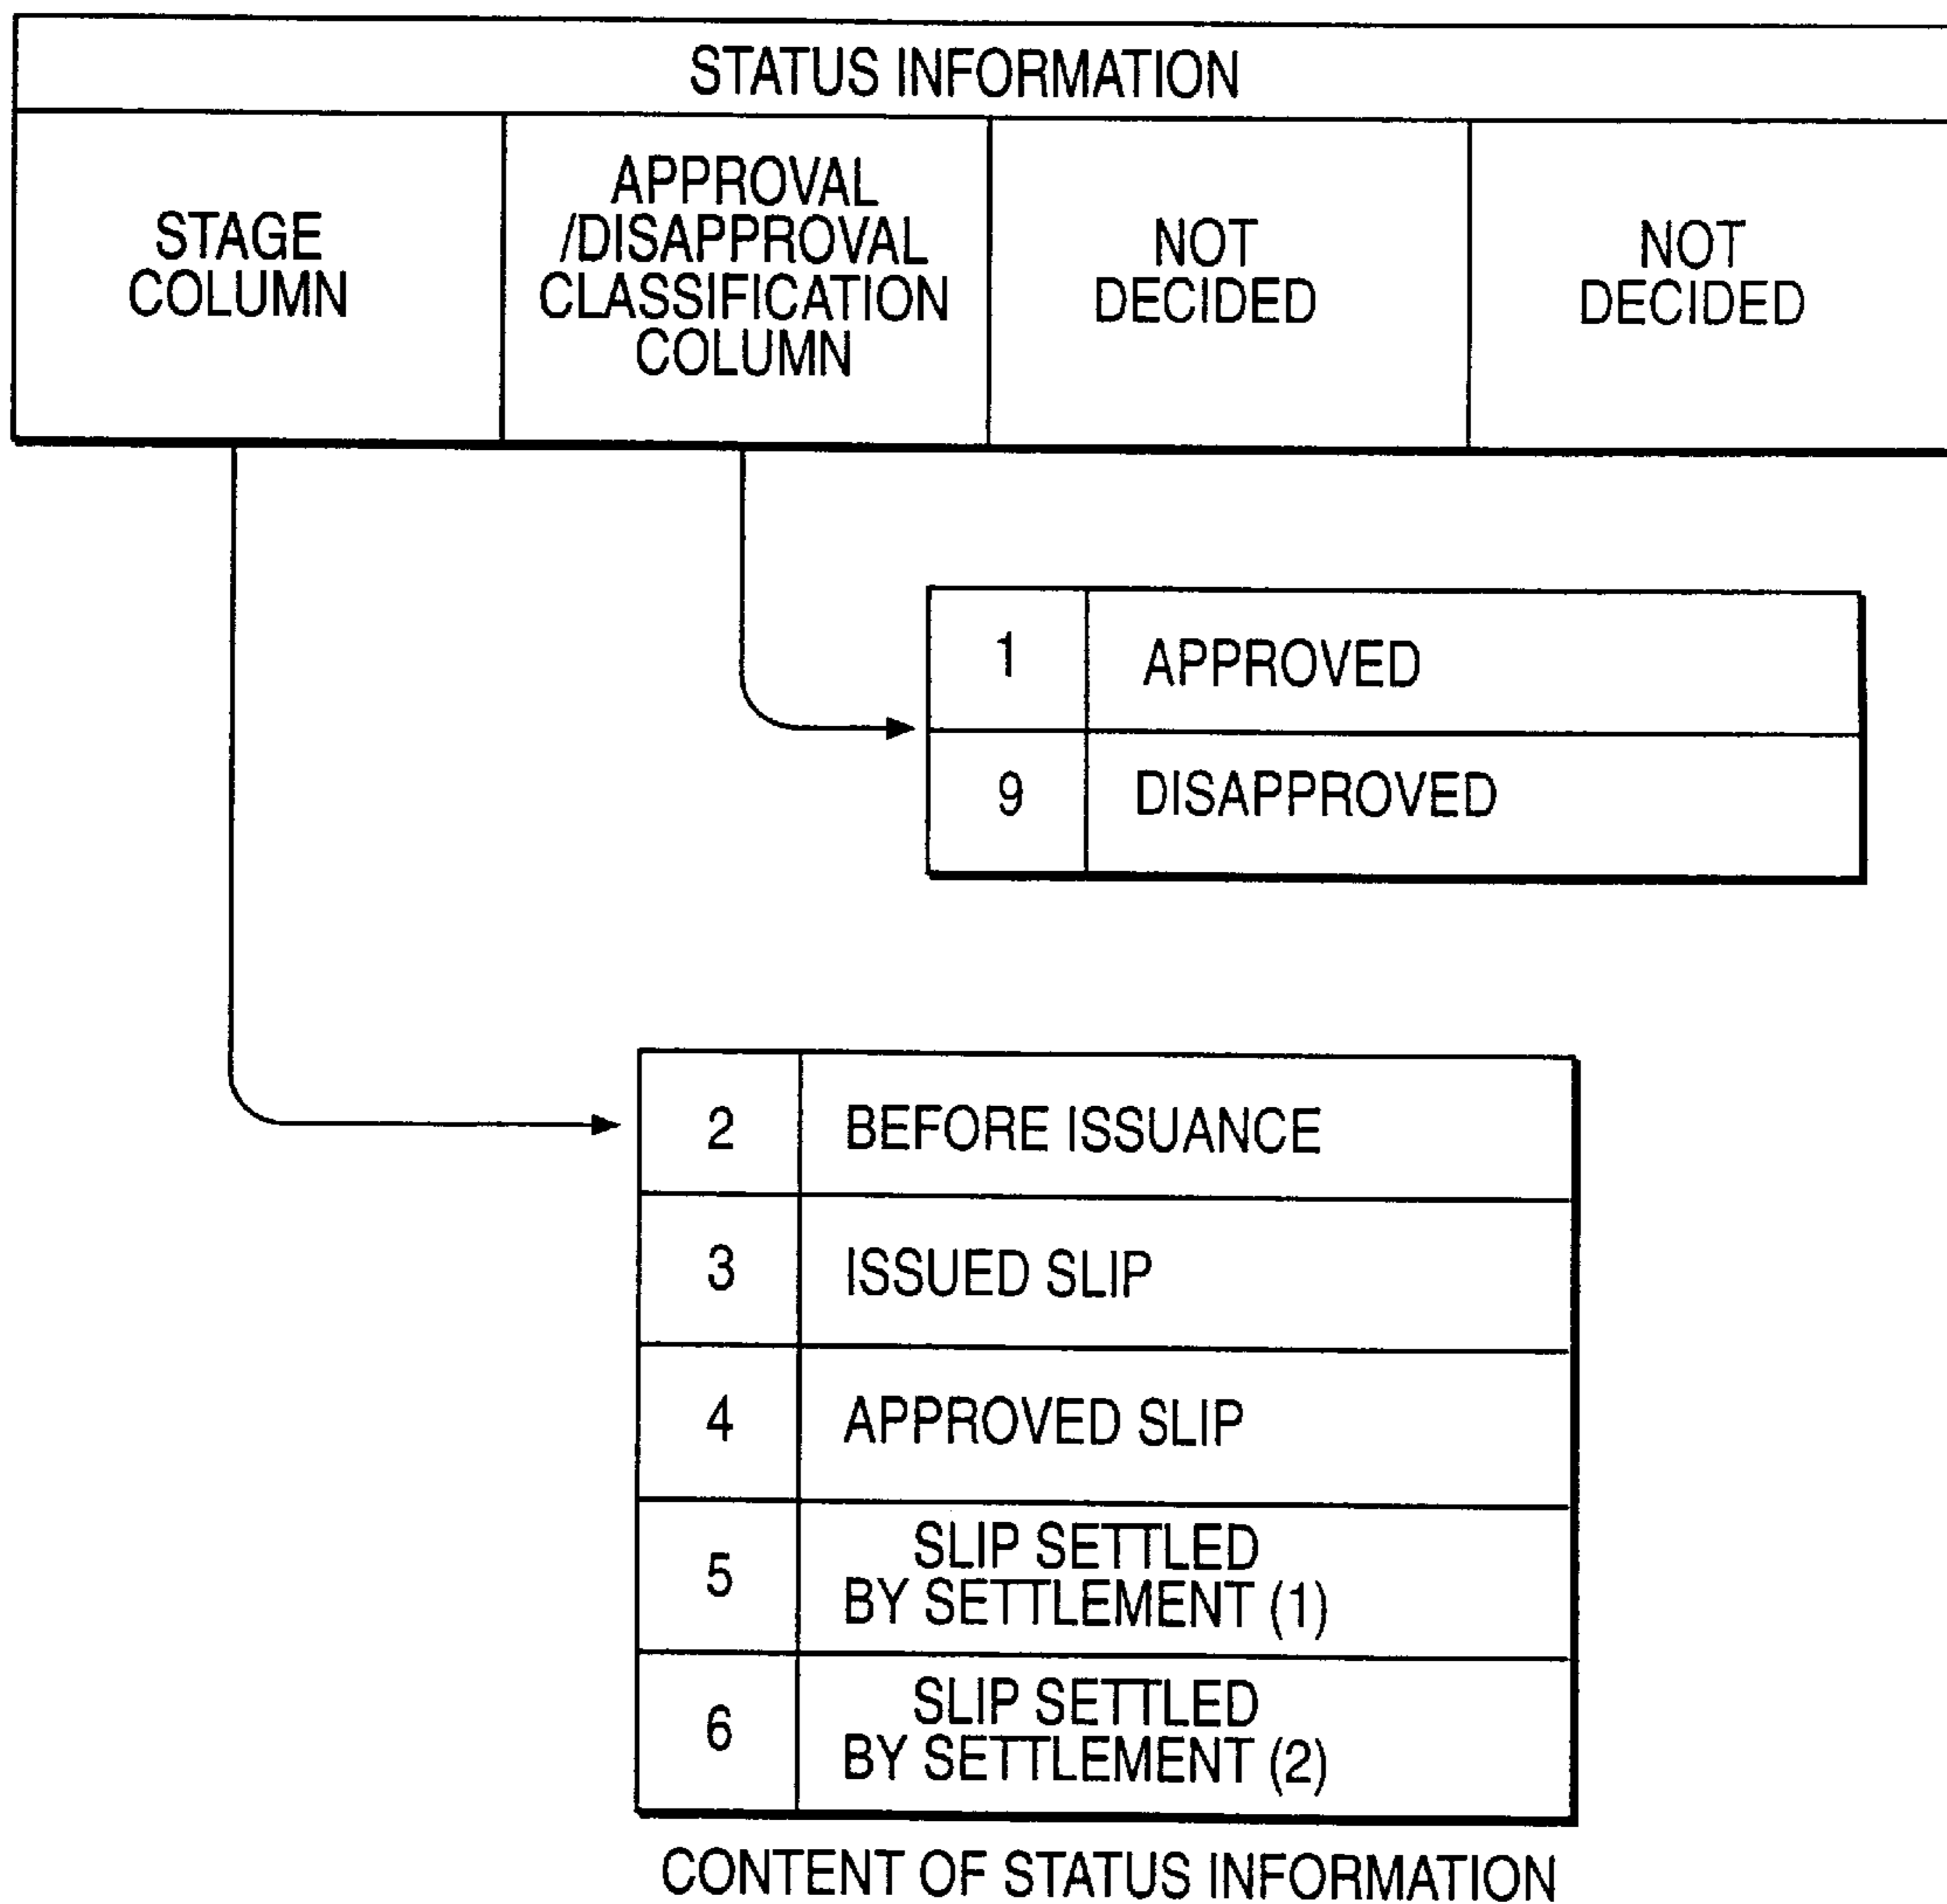 STATUS INFORMATION
STAGE
COLUMN
APPROVAL
/DISAPPROVAL
CLASSIFICATION
COLUMN
NOT
DECIDED
NOT
DECIDED
1 APPROVED
9 DISAPPROVED
2 BEFORE ISSUANCE
3 ISSUED SLIP
4 APPROVED SLIP
5 SLIP SETTLED
BY SETTLEMENT (1)
6 SLIP SETTLED
BY SETTLEMENT (2)
CONTENT OF STATUS INFORMATION